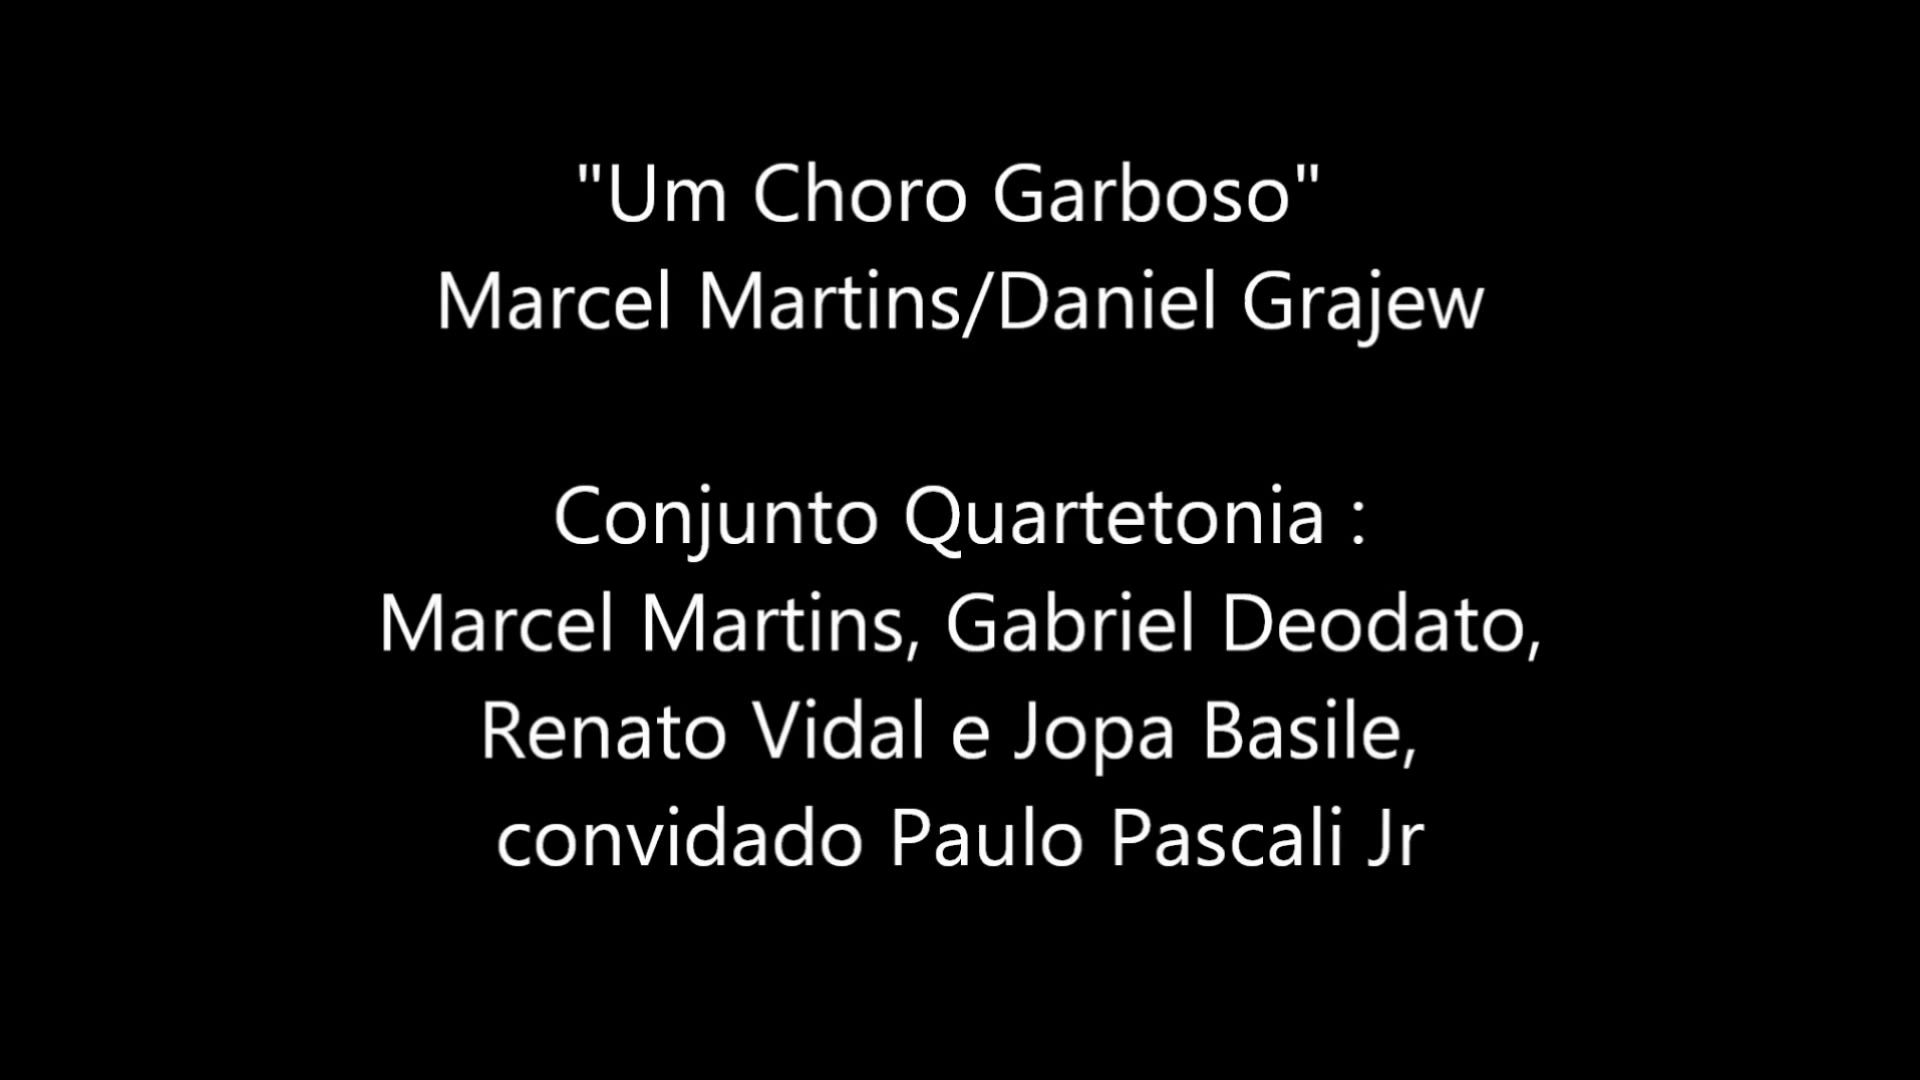 "Um Choro Garboso"
Marcel Martins/Daniel Grajew
Conjunto Quartetonia :
Marcel Martins, Gabriel Deodato,
Renato Vidal e Jopa Basile,
convidado Paulo Pascali Jr